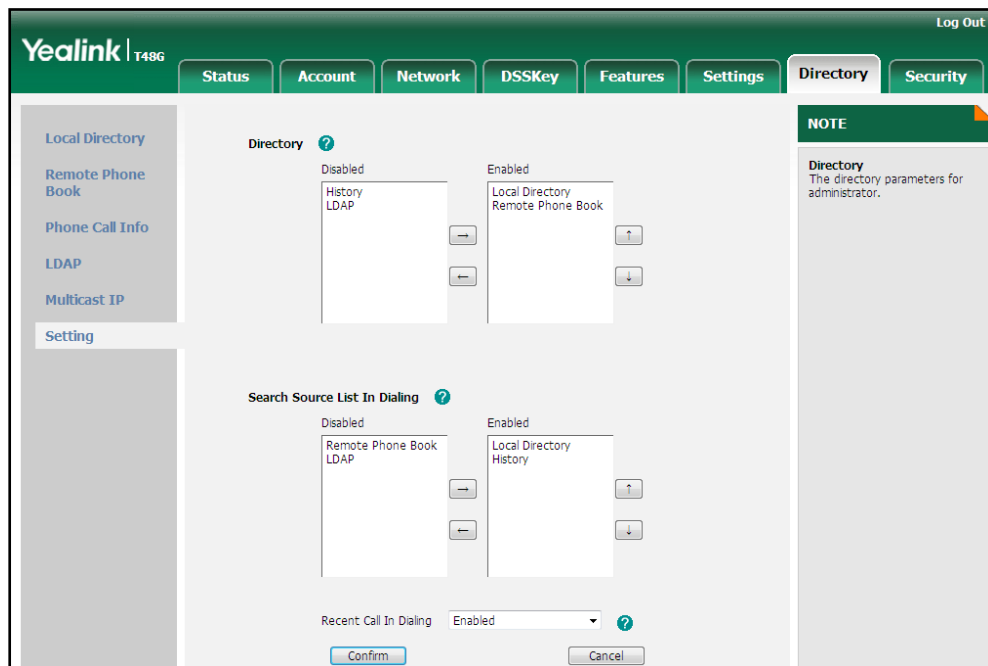 Log Out
Yealink T48G
Status
Account
Network
DSSKey
Features
Settings
Directory
Security
Local Directory
Remote Phone
Book
Phone Call Info
LDAP
Multicast IP
Setting
Directory ?
Disabled
Enabled
History
LDAP
Local Directory
Remote Phone Book
→
←
↑
↓
Search Source List In Dialing ?
Disabled
Enabled
Remote Phone Book
LDAP
Local Directory
History
→
←
↑
↓
Recent Call In Dialing Enabled ?
Confirm
Cancel
NOTE
Directory
The directory parameters for
administrator.